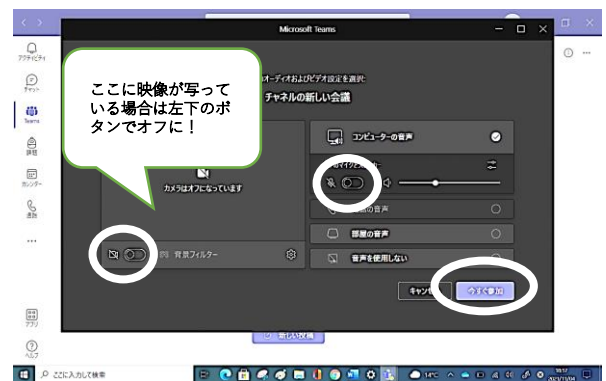 Microsoft Teams
アクティビティ
チャット
Teams
課題
カレンダー
通話
アプリ
ヘルプ
オーディオおよびビデオ設定を選択:
チャネルの新しい会議
ここに映像が写って
いる場合は左下のボ
タンでオフに！
カメラはオフになっています
背景フィルター
コンピューターの音声
の音声
部屋の音声
音声を使用しない
キャンセル
今すぐ参加
ここに入力して検索
14°C
2021/11/04